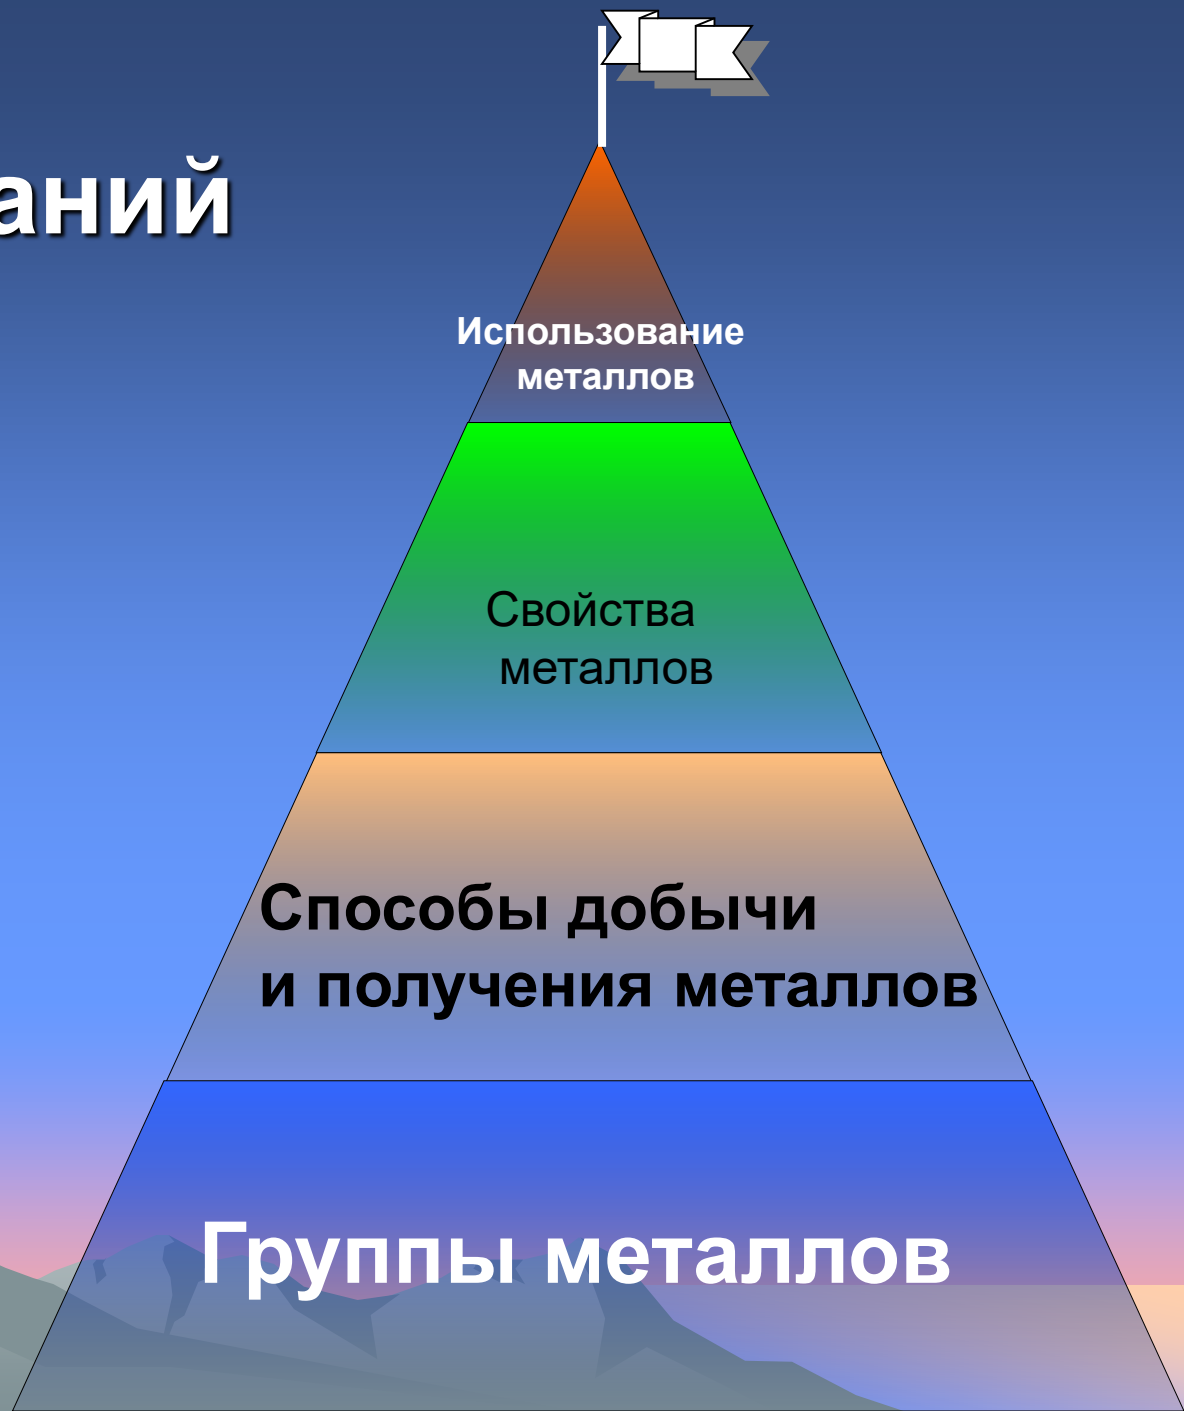 аний
Использование
металлов
Свойства
металлов
Способы добычи
и получения металлов
Группы металлов